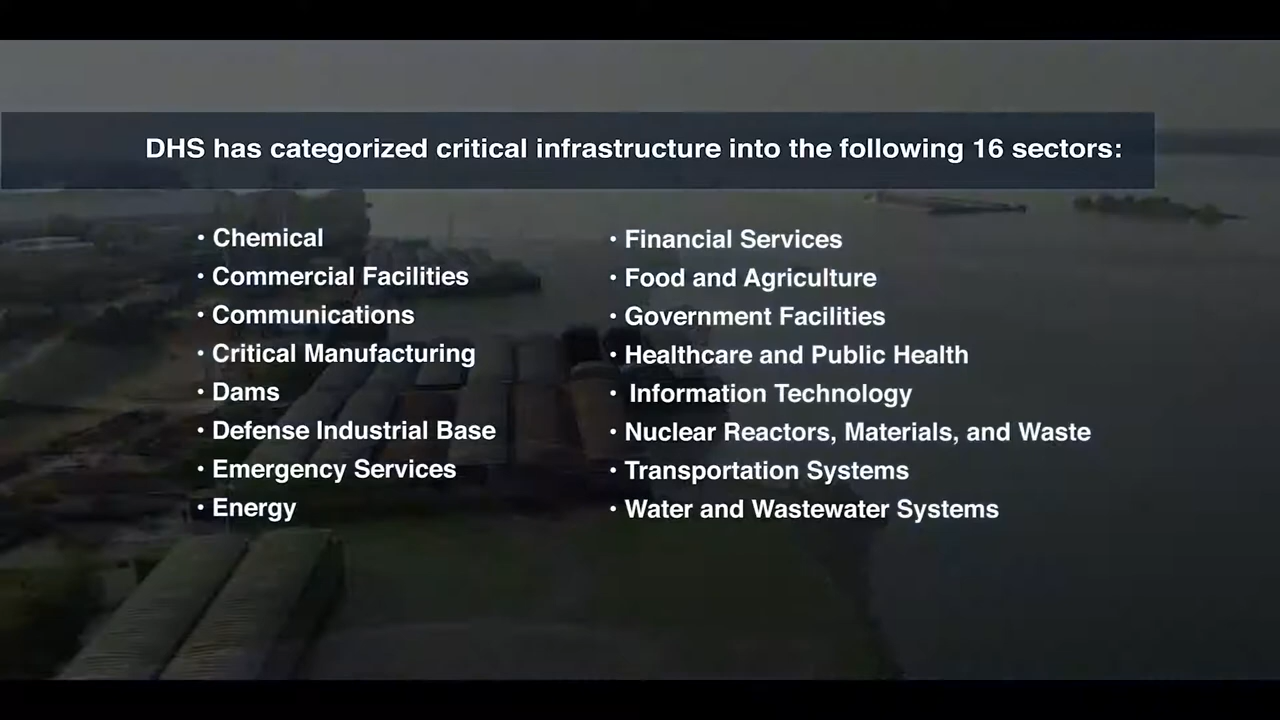 DHS has categorized critical infrastructure into the following 16 sectors:
· Chemical
· Commercial Facilities
· Communications
· Critical Manufacturing
· Dams
· Defense Industrial Base
· Emergency Services
· Energy
· Financial Services
· Food and Agriculture
· Government Facilities
· Healthcare and Public Health
· Information Technology
· Nuclear Reactors, Materials, and Waste
· Transportation Systems
· Water and Wastewater Systems